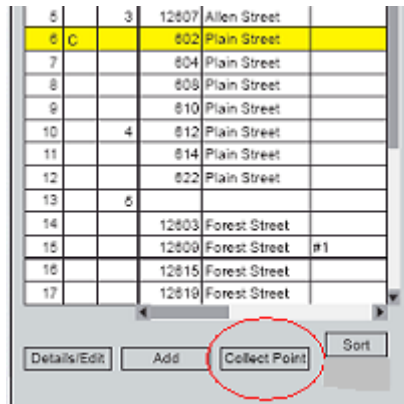 5 3 12607 Allen Street
6 C 602 Plain Street
7 604 Plain Street
8 608 Plain Street
9 610 Plain Street
10 4 612 Plain Street
11 614 Plain Street
12 622 Plain Street
13 5
14 12603 Forest Street
15 12609 Forest Street #1
16 12615 Forest Street
17 12619 Forest Street
Details/Edit Add Collect Point Sort